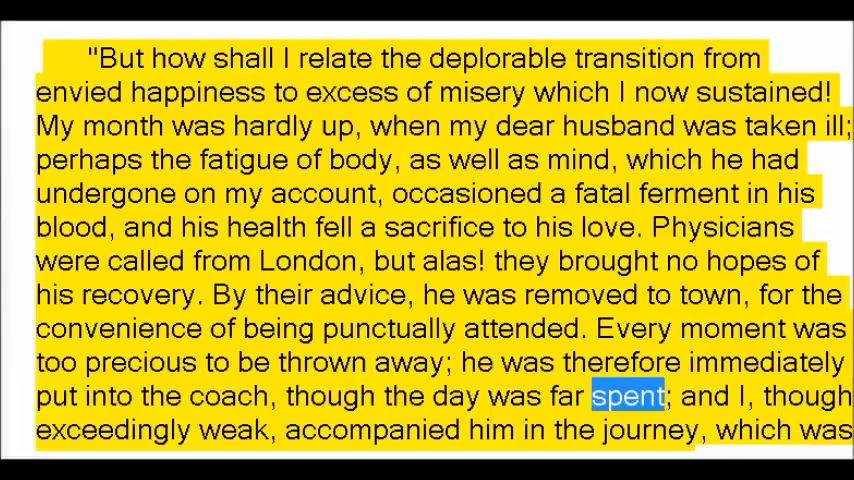 "But how shall I relate the deplorable transition from
envied happiness to excess of misery which I now sustained!
My month was hardly up, when my dear husband was taken ill;
perhaps the fatigue of body, as well as mind, which he had
undergone on my account, occasioned a fatal ferment in his
blood, and his health fell a sacrifice to his love. Physicians
were called from London, but alas! they brought no hopes of
his recovery. By their advice, he was removed to town, for the
convenience of being punctually attended. Every moment was
too precious to be thrown away; he was therefore immediately
put into the coach, though the day was far spent; and I, though
exceedingly weak, accompanied him in the journey, which was